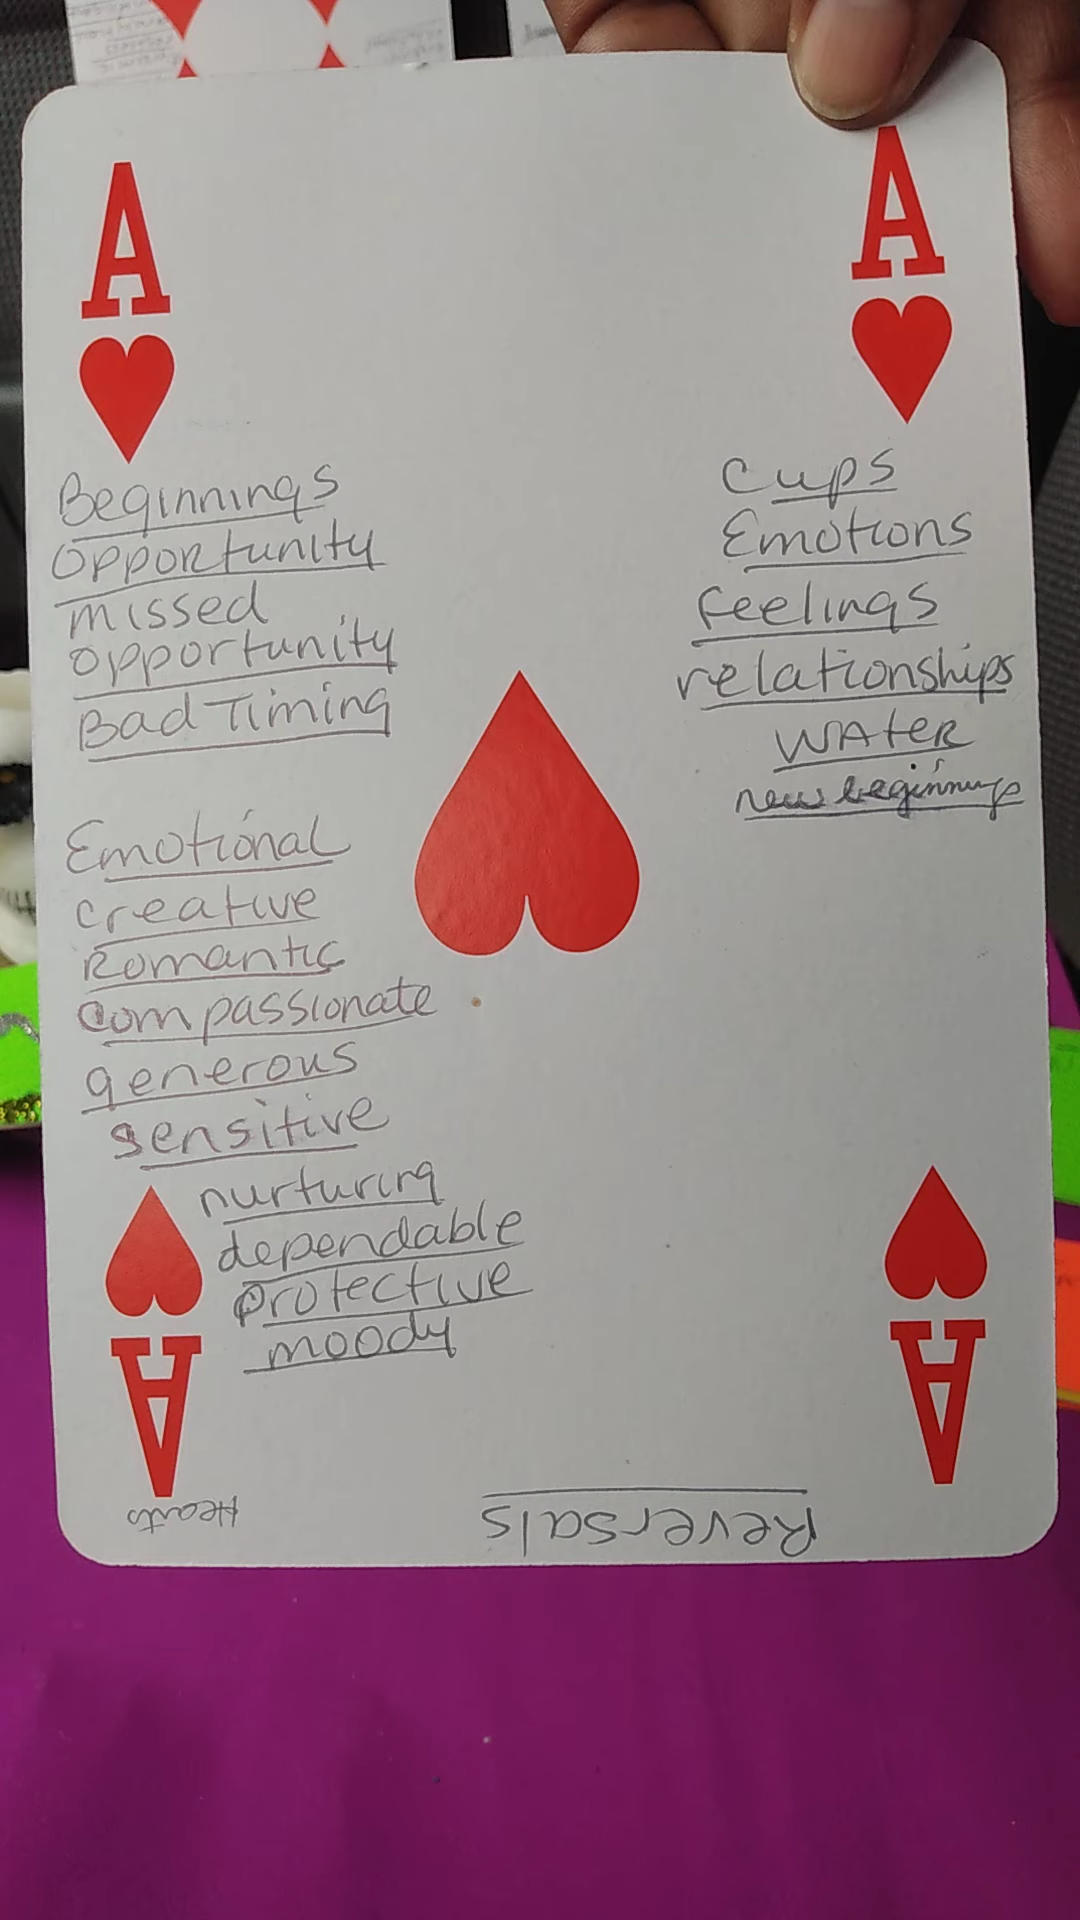 A
A
Beginnings
Opportunity
missed
opportunity
Bad Timing
Cups
Emotions
feelings
relationships
WAteR
new beginnings
Emotional
creative
Romantic
compassionate
generous
sensitive
nurturing
dependable
protective
moody
A
A
Hearts
Reversals